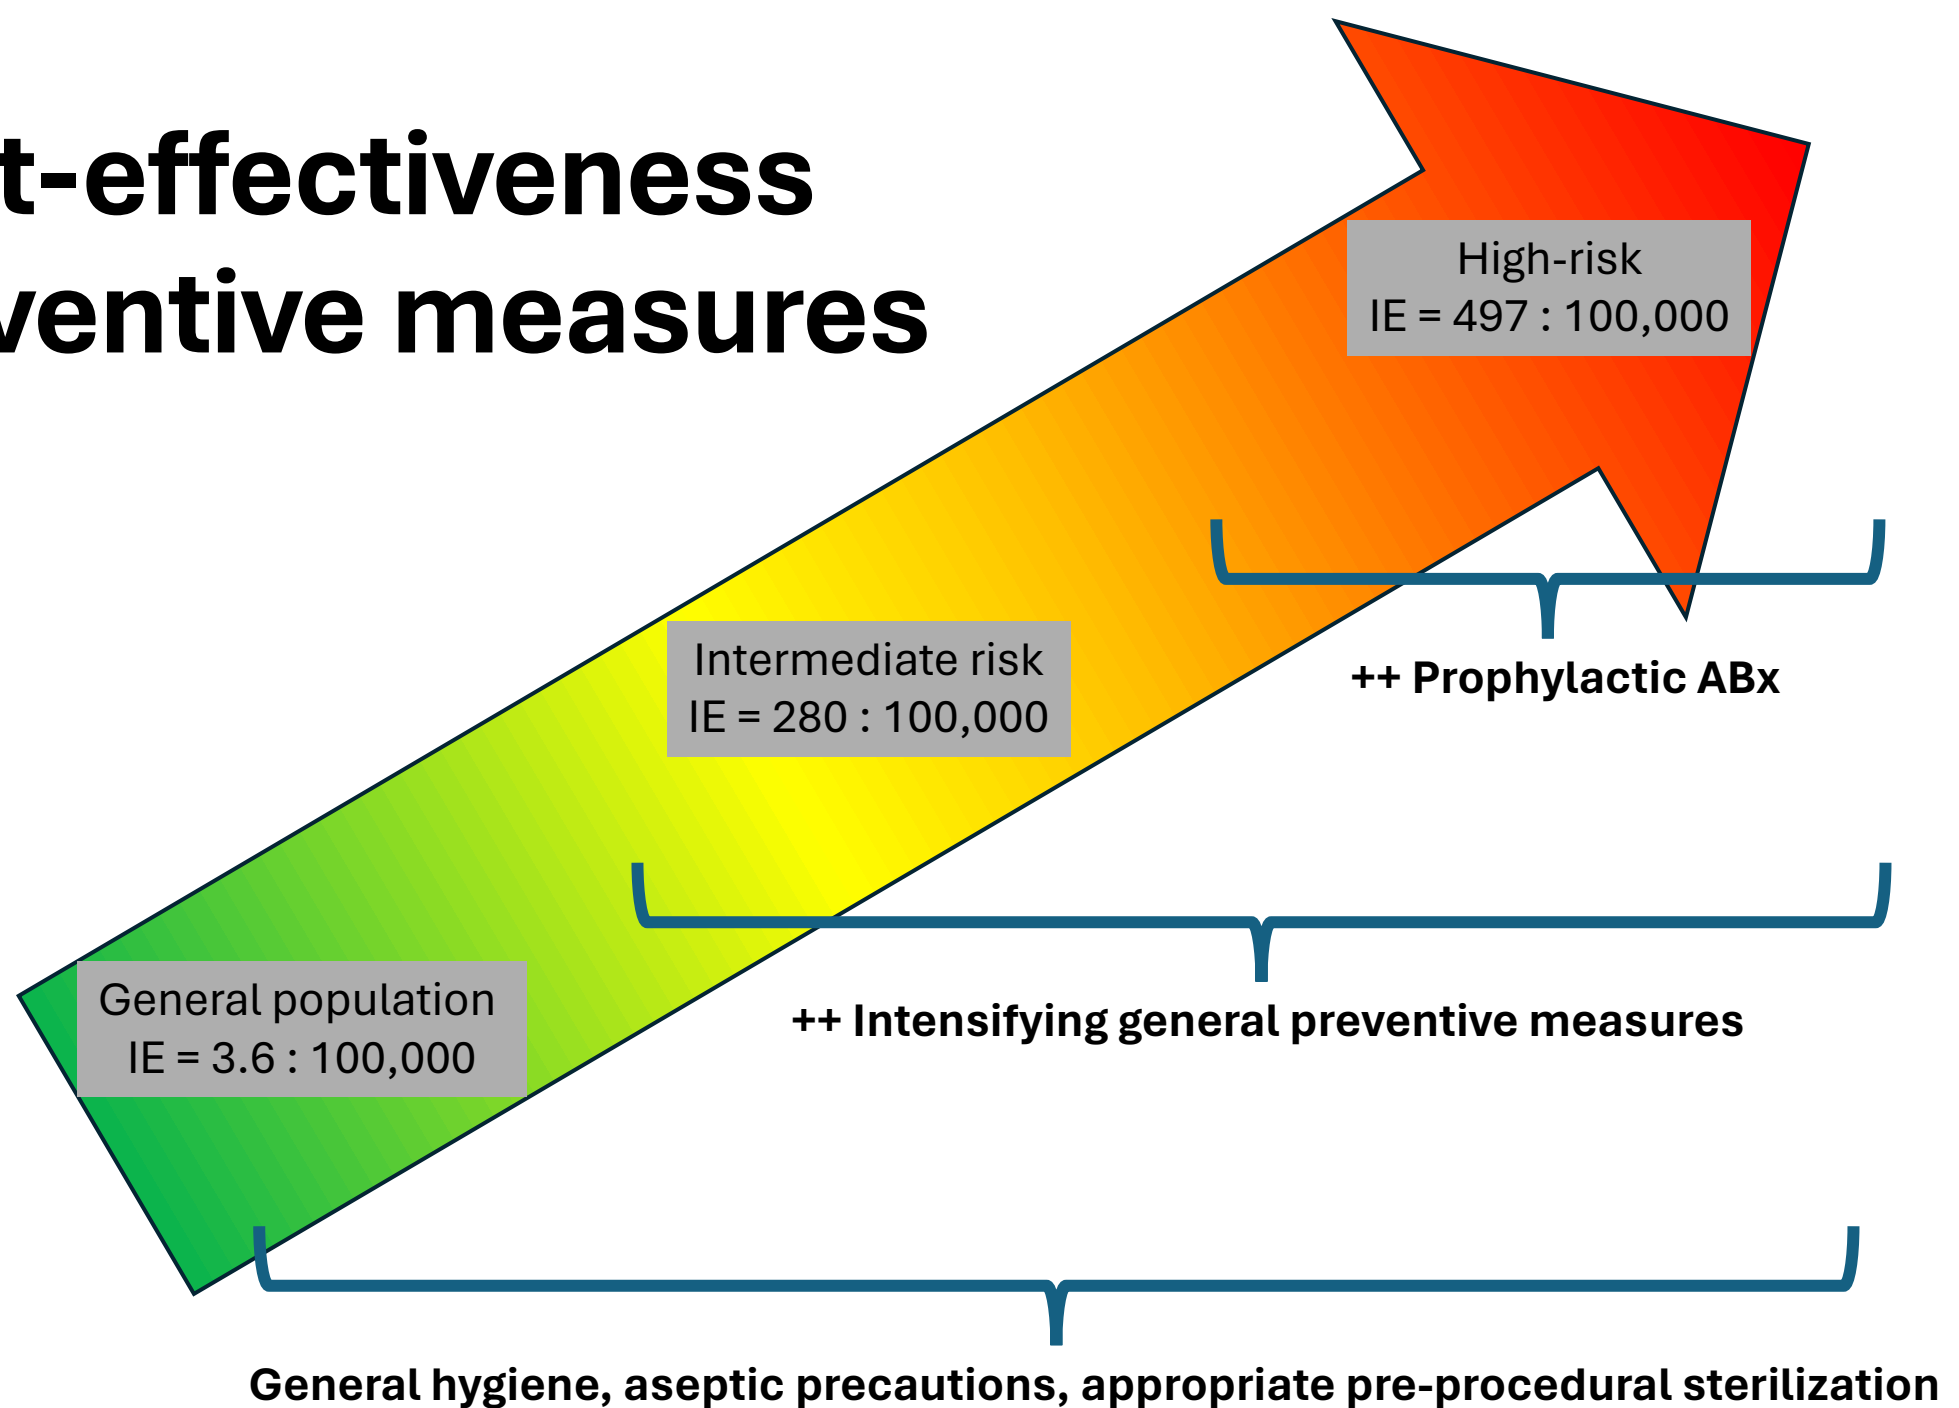 t-effectiveness
ventive measures
High-risk
IE = 497 : 100,000
Intermediate risk
IE = 280 : 100,000
++ Prophylactic ABx
General population
IE = 3.6 : 100,000
++ Intensifying general preventive measures
General hygiene, aseptic precautions, appropriate pre-procedural sterilization